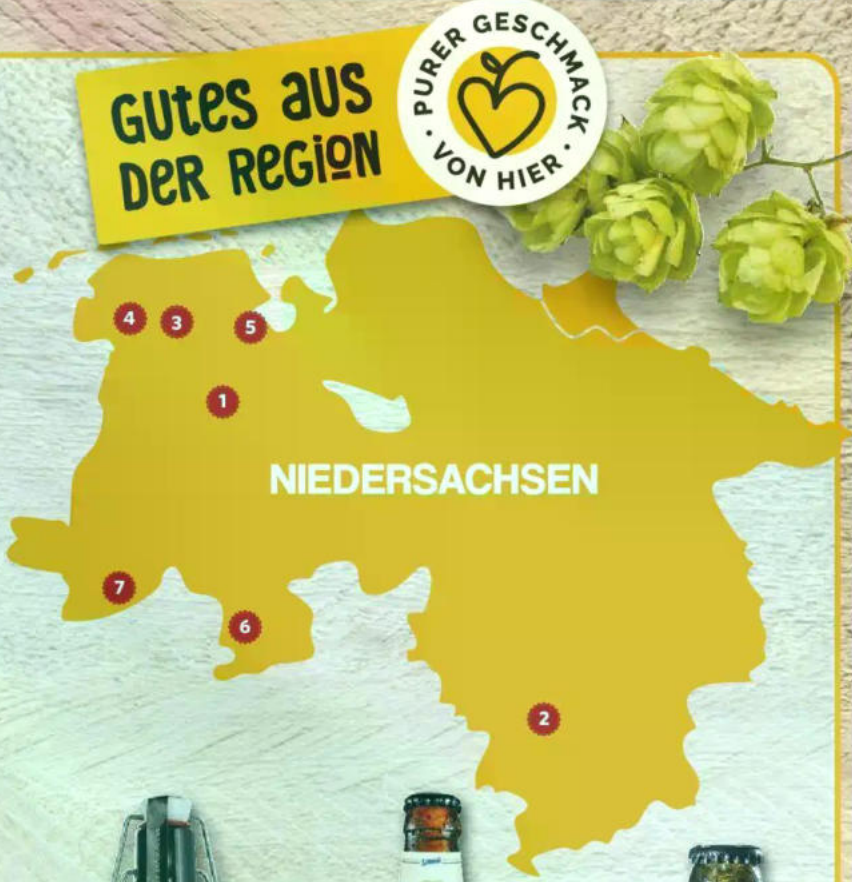 GUtes aUS
DER REGiON
PURER GESCHMACK
· VON HIER ·
4
3
5
1
NIEDERSACHSEN
7
6
2